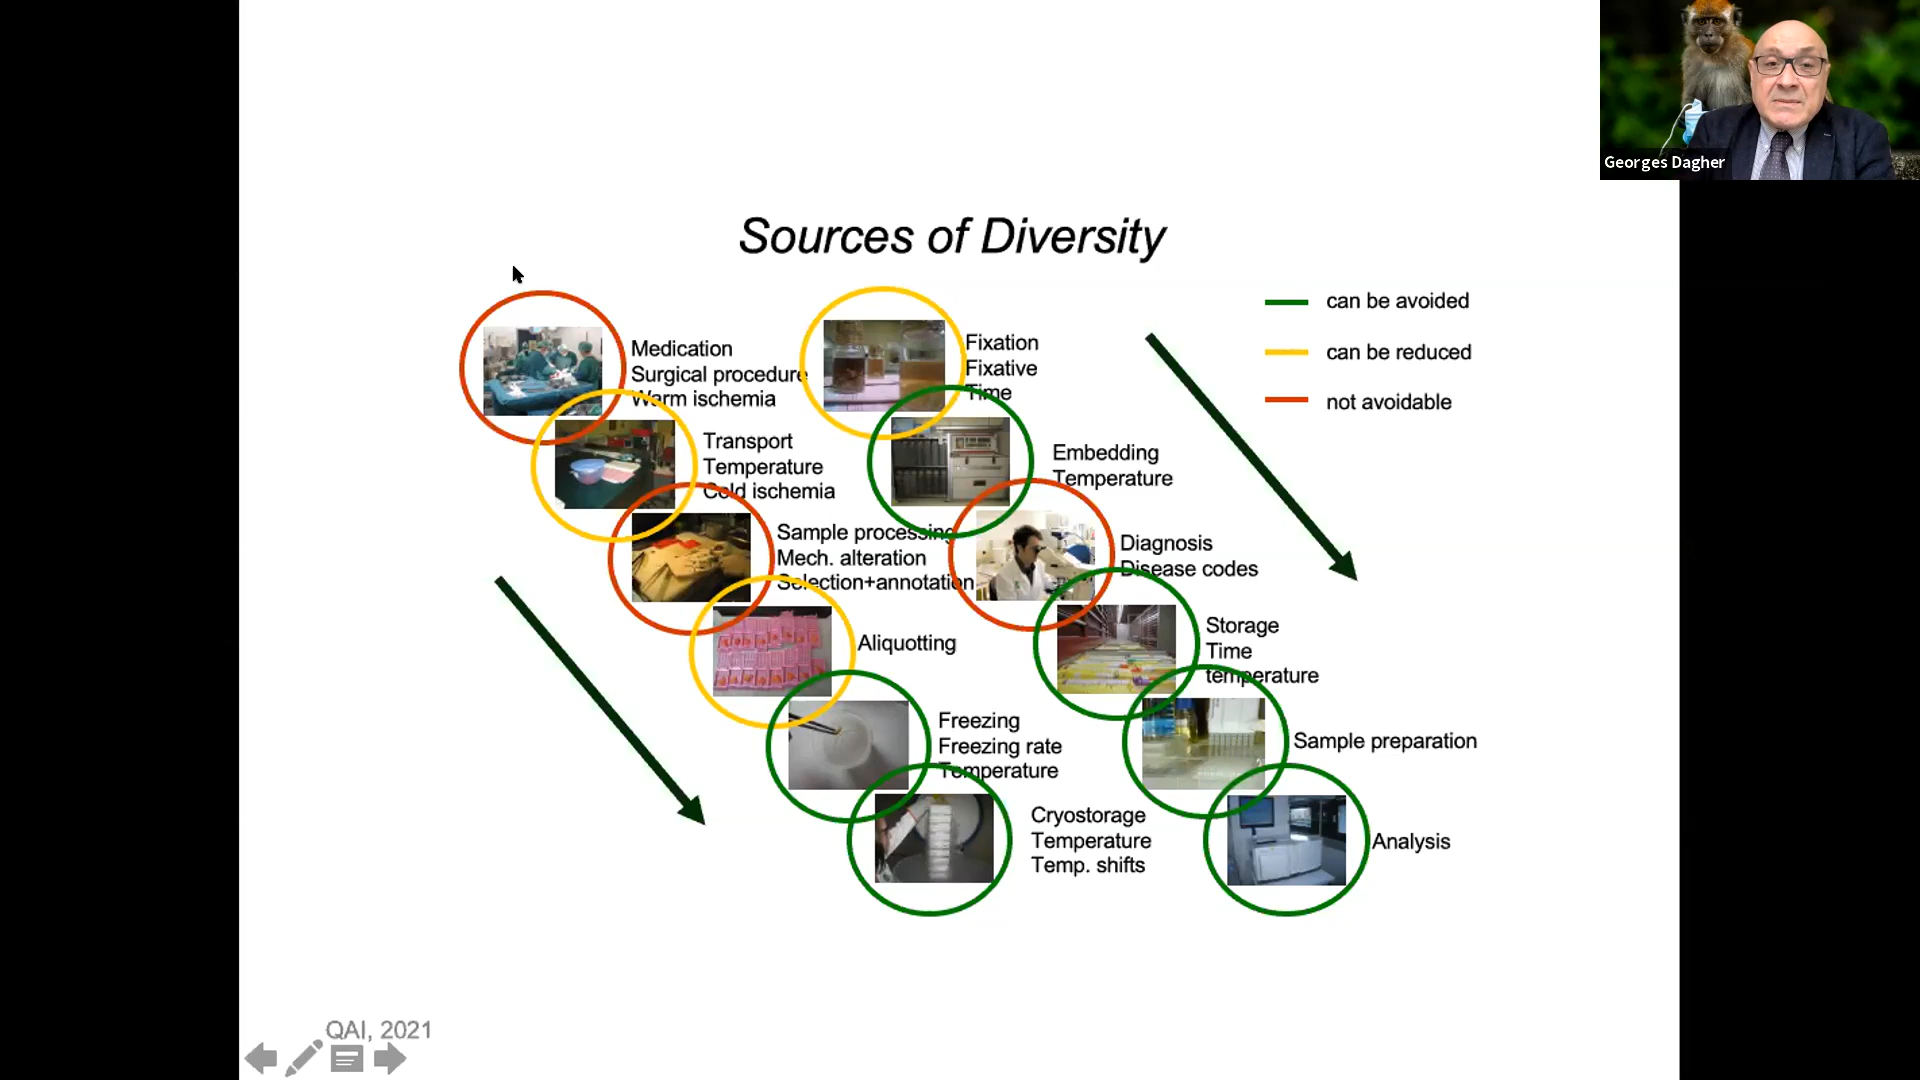 Georges Dagher
Sources of Diversity
Medication
Surgical procedure
Warm ischemia
Transport
Temperature
Cold ischemia
Sample processing
Mech. alteration
Selection+annotation
Aliquotting
Freezing
Freezing rate
Temperature
Cryostorage
Temperature
Temp. shifts
Fixation
Fixative
Time
Embedding
Temperature
Diagnosis
Disease codes
Storage
Time
temperature
Sample preparation
Analysis
can be avoided
can be reduced
not avoidable
QAI, 2021